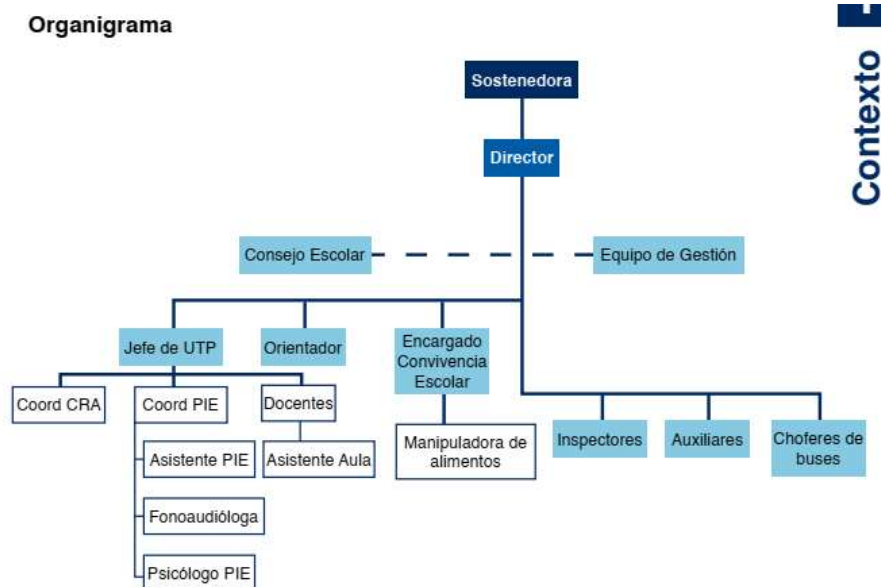 Organigrama
Contexto
Sostenedora
Director
Consejo Escolar
Equipo de Gestión
Jefe de UTP
Orientador
Encargado
Convivencia
Escolar
Coord CRA
Coord PIE
Docentes
Manipuladora de
alimentos
Inspectores
Auxiliares
Choferes de
buses
Asistente PIE
Asistente Aula
Fonoaudióloga
Psicólogo PIE